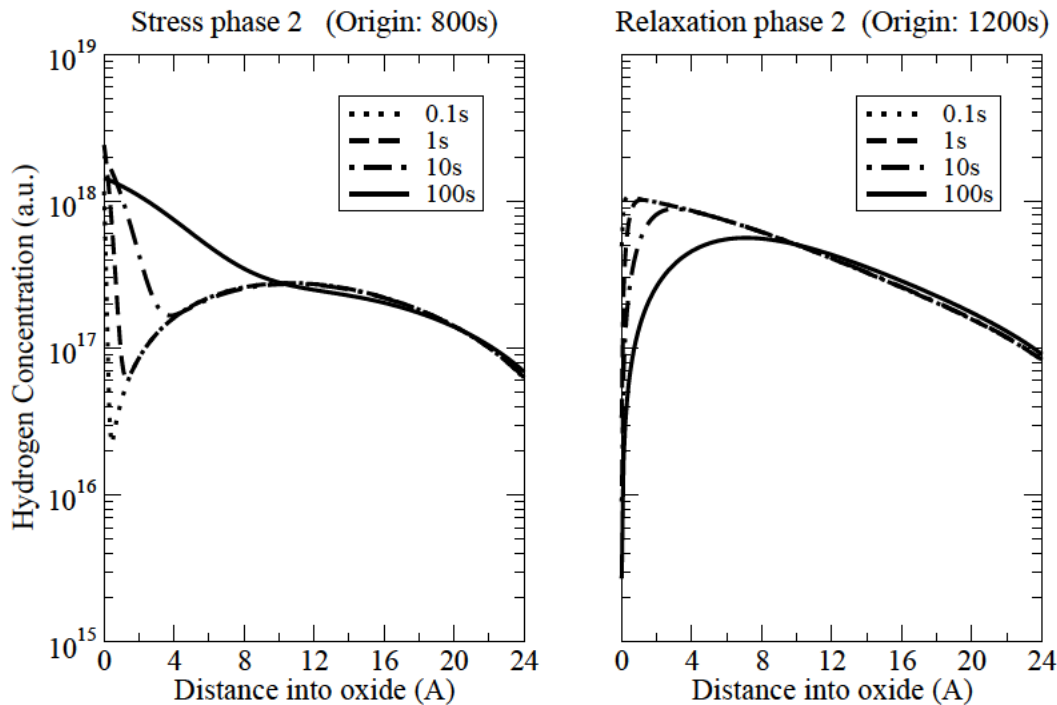 Stress phase 2 (Origin: 800s)
Relaxation phase 2 (Origin: 1200s)
Hydrogen Concentration (a.u.)
10^19
10^18
10^17
10^16
10^15
0.1s
1s
10s
100s
0 4 8 12 16 20 24
Distance into oxide (A)
0.1s
1s
10s
100s
0 4 8 12 16 20 24
Distance into oxide (A)